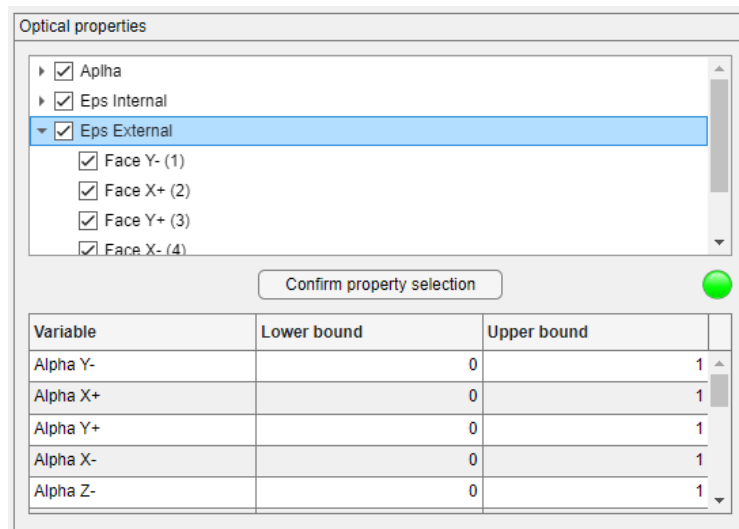 Optical properties
Aplha
Eps Internal
Eps External
Face Y- (1)
Face X+ (2)
Face Y+ (3)
Face X- (4)
Confirm property selection
Variable Lower bound Upper bound
Alpha Y- 0 1
Alpha X+ 0 1
Alpha Y+ 0 1
Alpha X- 0 1
Alpha Z- 0 1